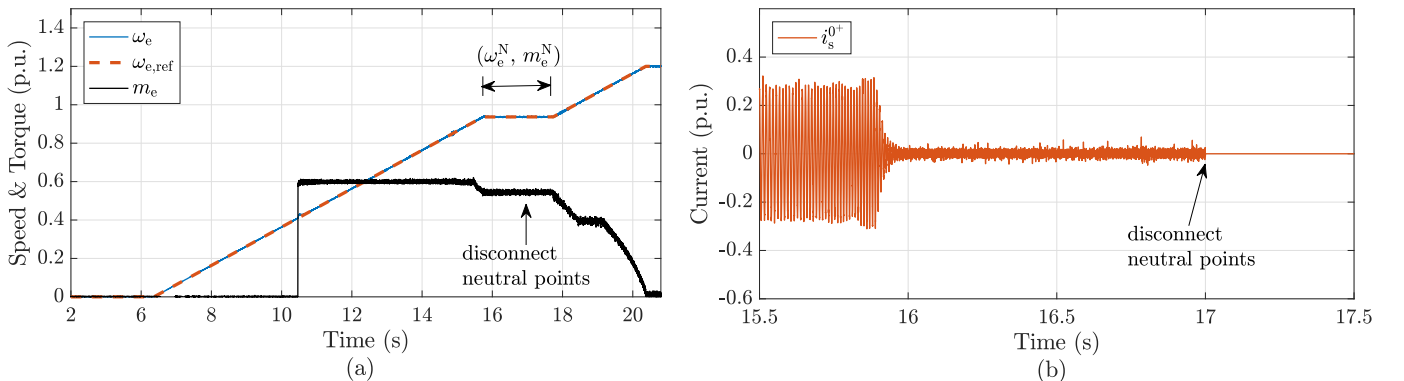 1.4
1.2
1
0.8
0.6
0.4
0.2
0
Speed & Torque (p.u.)
ωₑ
ωₑ,ref
mₑ
(ωₑᴺ, mₑᴺ)
disconnect
neutral points
2 4 6 8 10 12 14 16 18 20
Time (s)
(a)
0.4
0.2
0
-0.2
-0.4
-0.6
Current (p.u.)
iₛ⁰⁺
disconnect
neutral points
15.5 16 16.5 17 17.5
Time (s)
(b)